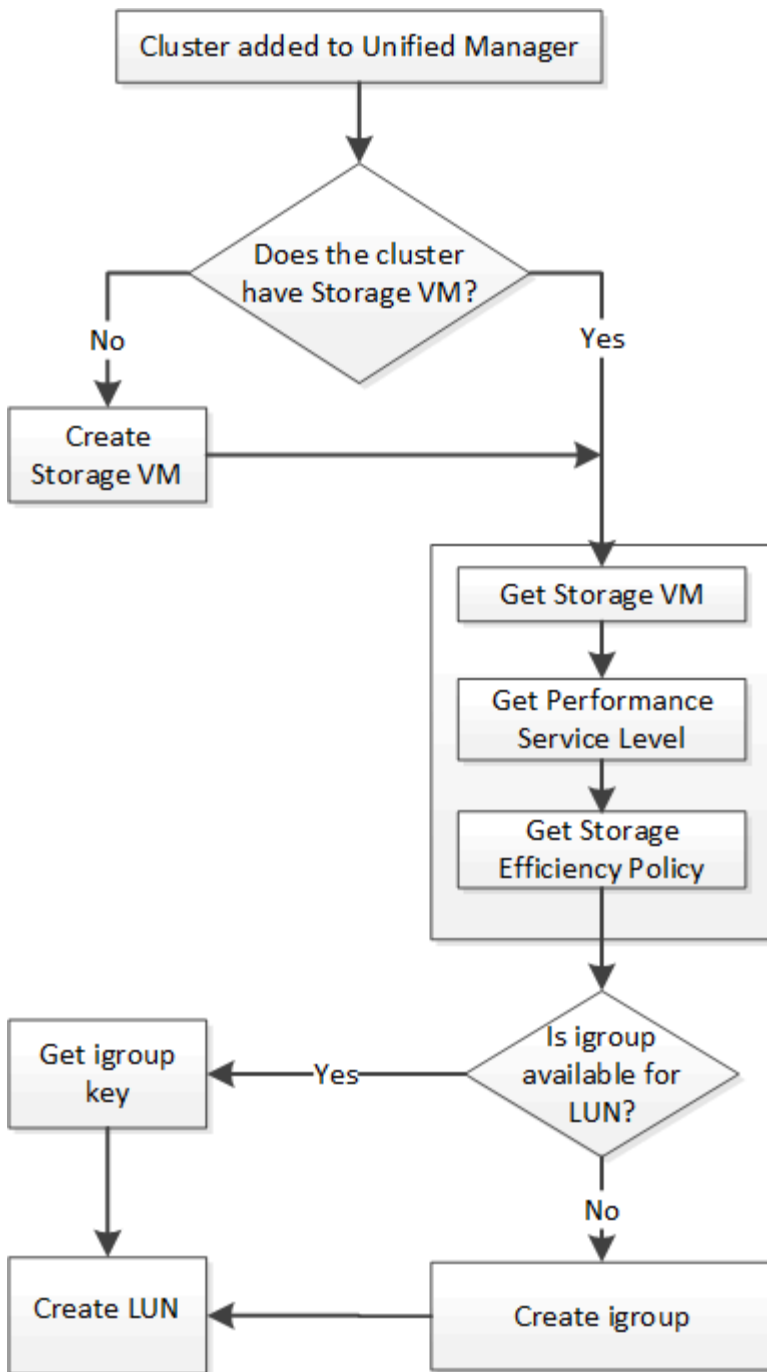 Cluster added to Unified Manager
Does the cluster
have Storage VM?
No
Yes
Create
Storage VM
Get Storage VM
Get Performance
Service Level
Get Storage
Efficiency Policy
Is igroup
available for
LUN?
Yes
Get igroup
key
No
Create LUN
Create igroup